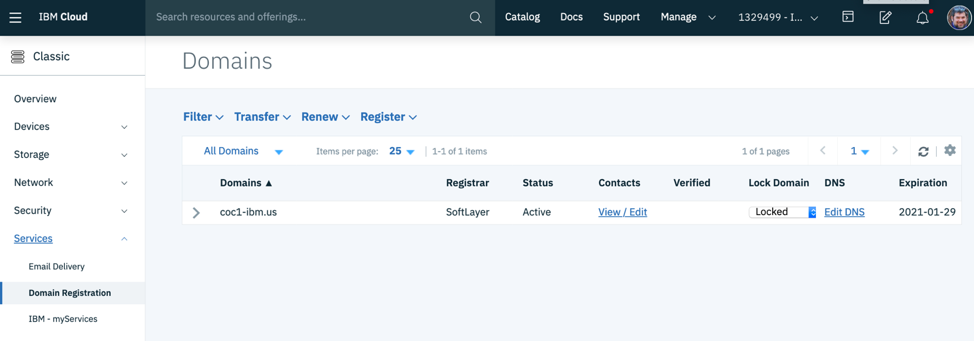 IBM Cloud
Search resources and offerings...
Catalog Docs Support Manage 1329499 - I...
Classic
Overview
Devices
Storage
Network
Security
Services
Email Delivery
Domain Registration
IBM - myServices
Domains
Filter Transfer Renew Register
All Domains Items per page: 25 1-1 of 1 items 1 of 1 pages 1
Domains ▲ Registrar Status Contacts Verified Lock Domain DNS Expiration
coc1-ibm.us SoftLayer Active View / Edit Locked Edit DNS 2021-01-29